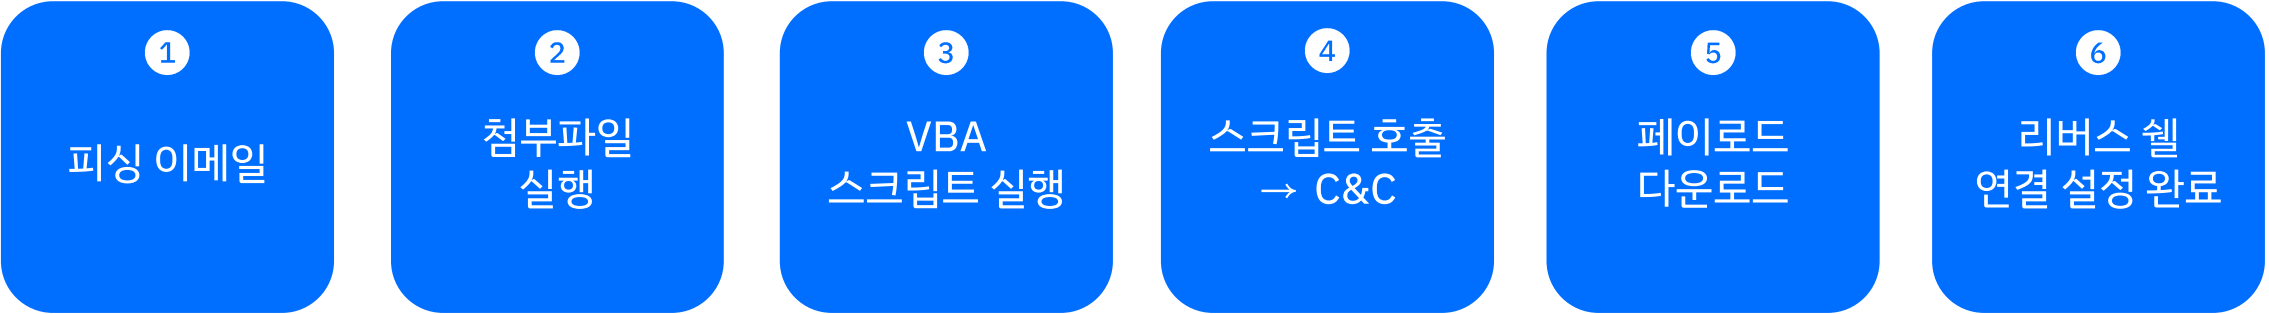 1
피싱 이메일
2
첨부파일
실행
3
VBA
스크립트 실행
4
스크립트 호출
→ C&C
5
페이로드
다운로드
6
리버스 쉘
연결 설정 완료